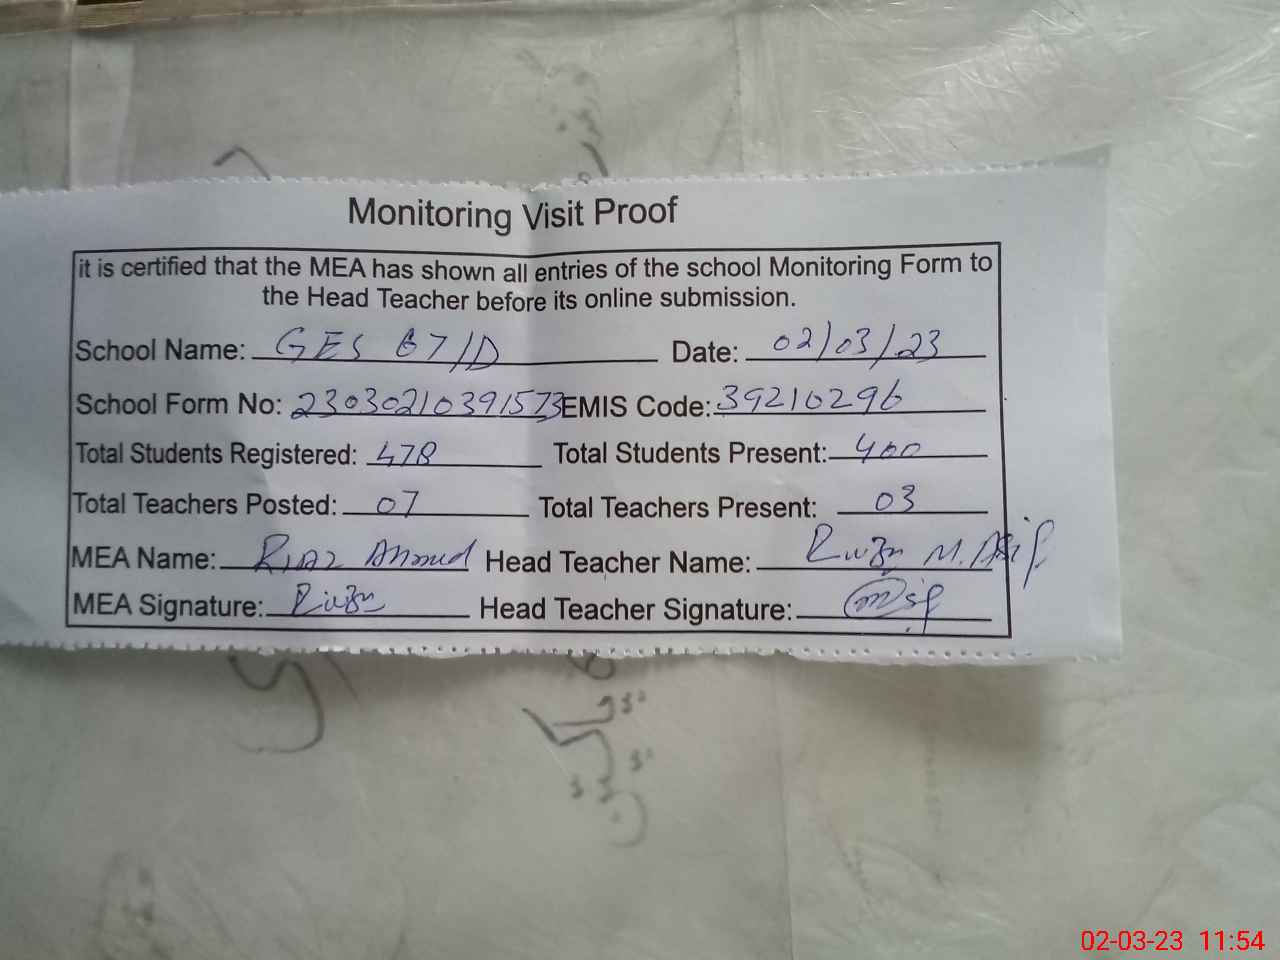 Monitoring Visit Proof
it is certified that the MEA has shown all entries of the school Monitoring Form to
the Head Teacher before its online submission.
School Name: GES 67/D Date: 02/03/23
School Form No: 23030210391573 EMIS Code: 39210296
Total Students Registered: 478 Total Students Present: 400
Total Teachers Posted: 07 Total Teachers Present: 03
MEA Name: RIAZ Ahmed Head Teacher Name: M. Asif
MEA Signature: Head Teacher Signature:
02-03-23 11:54